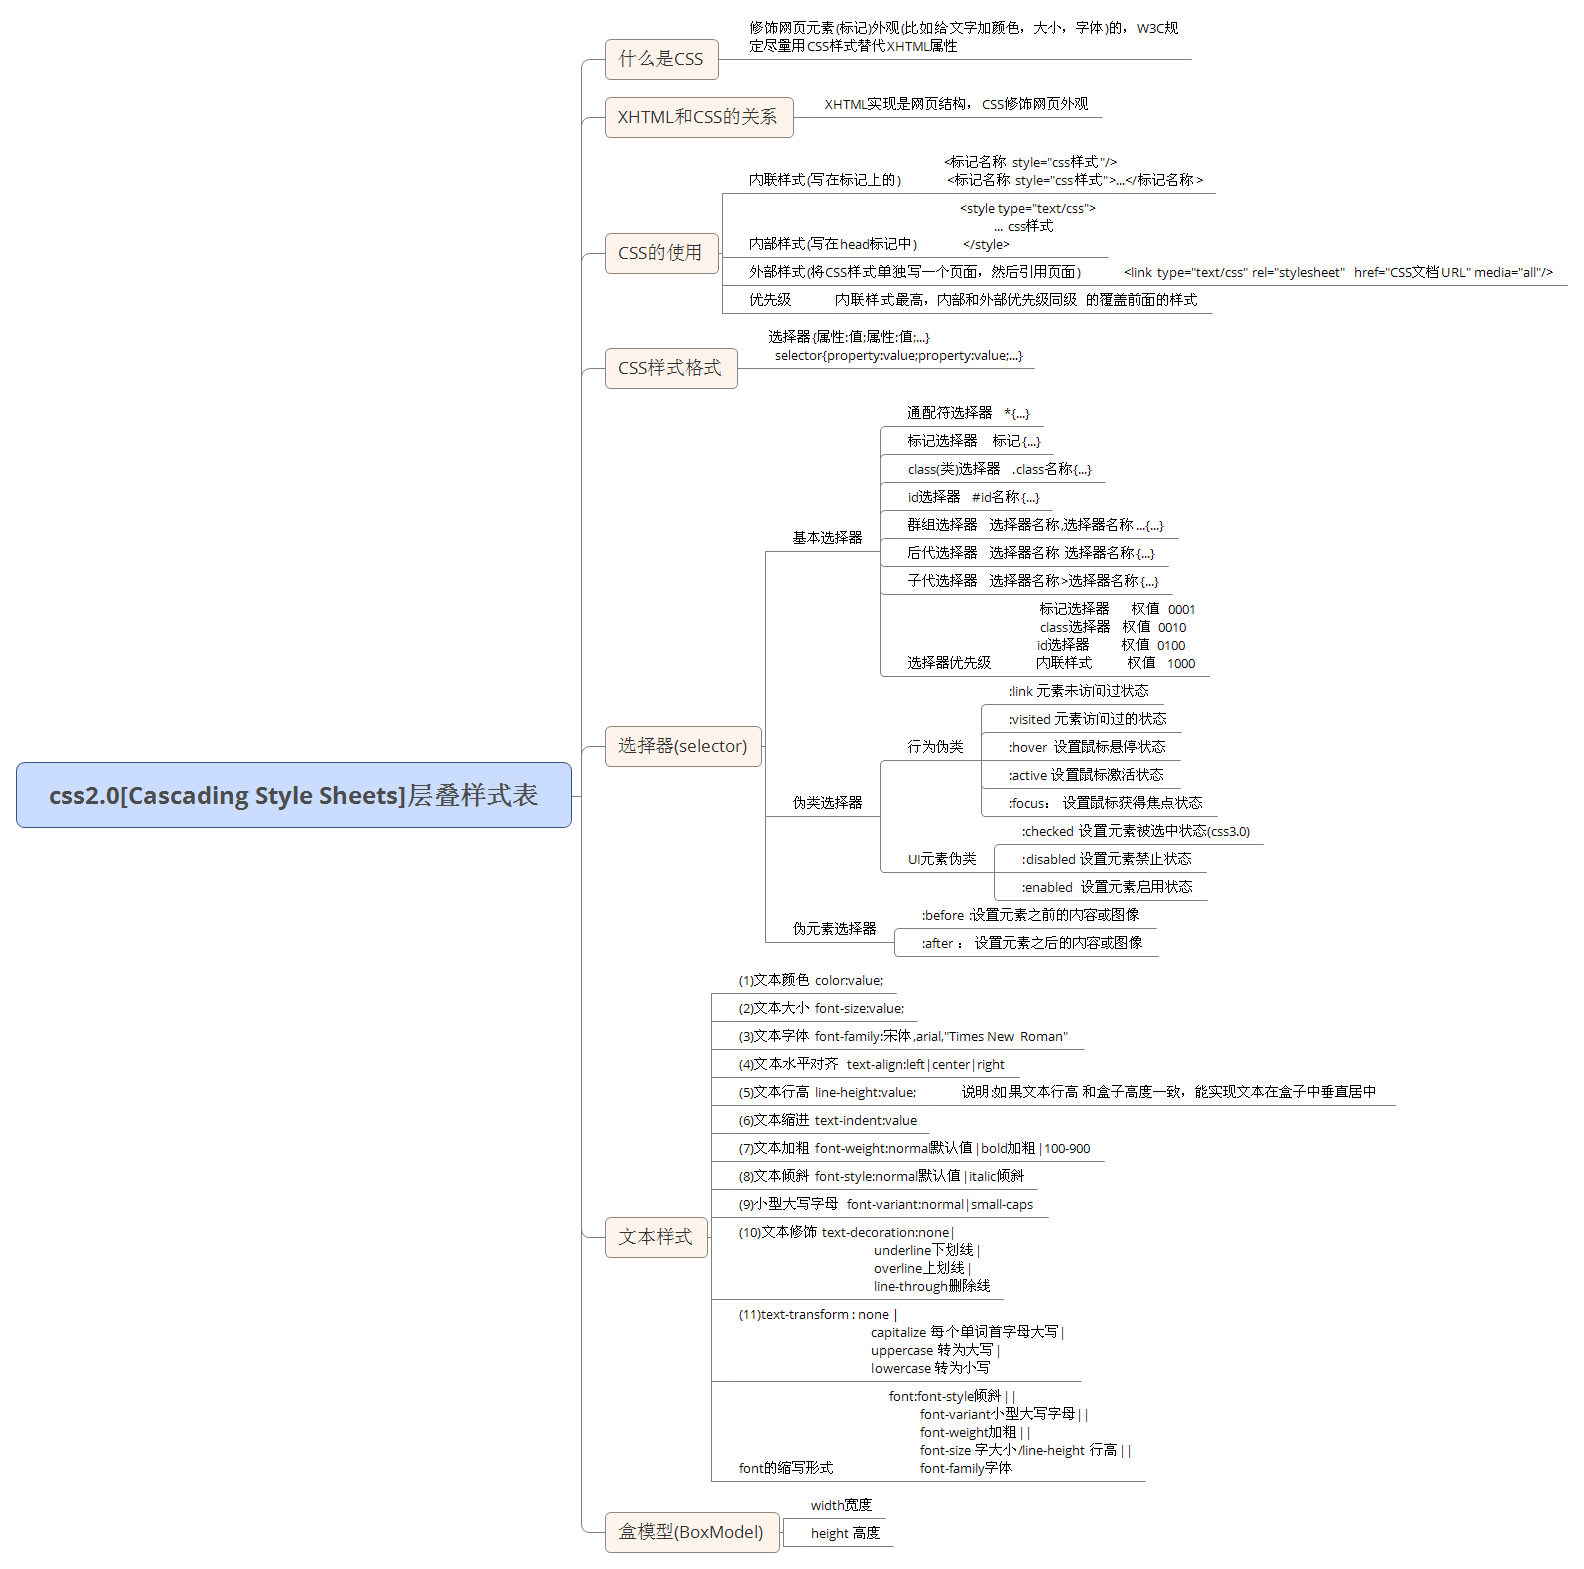 css2.0[Cascading Style Sheets]层叠样式表
什么是CSS
修饰网页元素(标记)外观(比如给文字加颜色，大小，字体)的，W3C规
定尽量用CSS样式替代XHTML属性
XHTML和CSS的关系
XHTML实现是网页结构，CSS修饰网页外观
CSS的使用
内联样式(写在标记上的)
<标记名称 style="css样式"/>
<标记名称 style="css样式">...</标记名称>
内部样式(写在head标记中)
<style type="text/css">
... css样式
</style>
外部样式(将CSS样式单独写一个页面，然后引用页面) <link type="text/css" rel="stylesheet" href="CSS文档URL" media="all"/>
优先级 内联样式最高，内部和外部优先级同级 的覆盖前面的样式
CSS样式格式
选择器{属性:值;属性:值;...}
selector{property:value;property:value;...}
选择器(selector)
基本选择器
通配符选择器 *{...}
标记选择器 标记{...}
class(类)选择器 .class名称{...}
id选择器 #id名称{...}
群组选择器 选择器名称,选择器名称...{...}
后代选择器 选择器名称 选择器名称{...}
子代选择器 选择器名称>选择器名称{...}
选择器优先级
标记选择器 权值 0001
class选择器 权值 0010
id选择器 权值 0100
内联样式 权值 1000
伪类选择器
行为伪类
:link 元素未访问过状态
:visited 元素访问过的状态
:hover 设置鼠标悬停状态
:active 设置鼠标激活状态
:focus： 设置鼠标获得焦点状态
UI元素伪类
:checked 设置元素被选中状态(css3.0)
:disabled 设置元素禁止状态
:enabled 设置元素启用状态
伪元素选择器
:before :设置元素之前的内容或图像
:after ： 设置元素之后的内容或图像
文本样式
(1)文本颜色 color:value;
(2)文本大小 font-size:value;
(3)文本字体 font-family:宋体,arial,"Times New Roman"
(4)文本水平对齐 text-align:left|center|right
(5)文本行高 line-height:value; 说明:如果文本行高 和盒子高度一致，能实现文本在盒子中垂直居中
(6)文本缩进 text-indent:value
(7)文本加粗 font-weight:normal默认值|bold加粗|100-900
(8)文本倾斜 font-style:normal默认值|italic倾斜
(9)小型大写字母 font-variant:normal|small-caps
(10)文本修饰 text-decoration:none|
underline下划线|
overline上划线|
line-through删除线
(11)text-transform : none |
capitalize 每个单词首字母大写|
uppercase 转为大写|
lowercase 转为小写
font的缩写形式
font:font-style倾斜||
font-variant小型大写字母||
font-weight加粗||
font-size 字大小/line-height 行高||
font-family字体
盒模型(BoxModel)
width宽度
height 高度